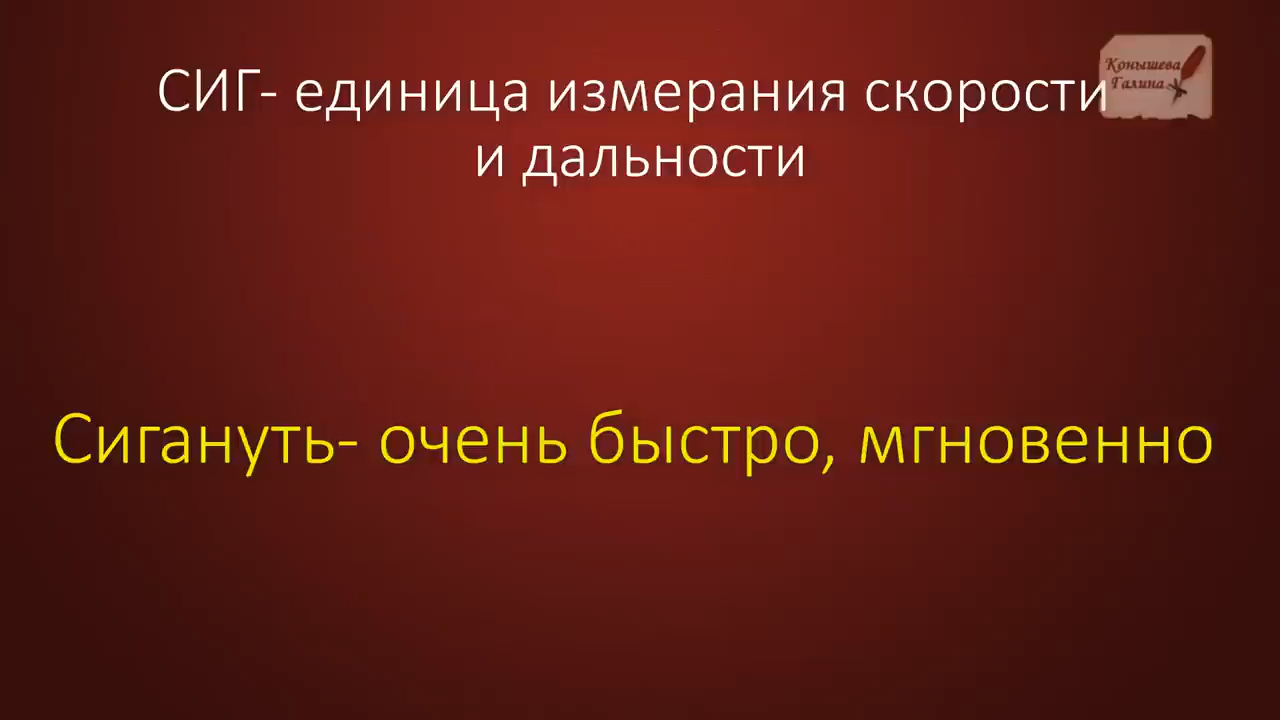 СИГ- единица измерания скорости
и дальности
Конышева
Галина
Сигануть- очень быстро, мгновенно